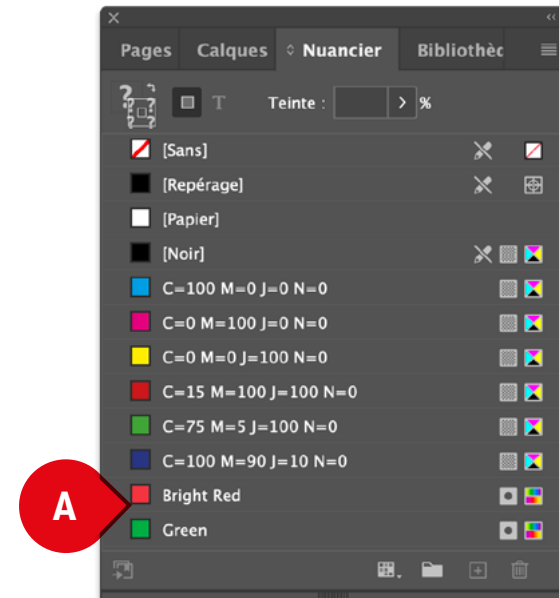 Pages Calques Nuancier Bibliothèc
? ? ? ? T Teinte : > %
[Sans]
[Repérage]
[Papier]
[Noir]
C=100 M=0 J=0 N=0
C=0 M=100 J=0 N=0
C=0 M=0 J=100 N=0
C=15 M=100 J=100 N=0
C=75 M=5 J=100 N=0
C=100 M=90 J=10 N=0
A Bright Red
Green